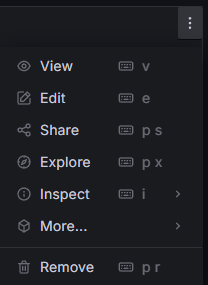 View v
Edit e
Share p s
Explore p x
Inspect i
More...
Remove p r